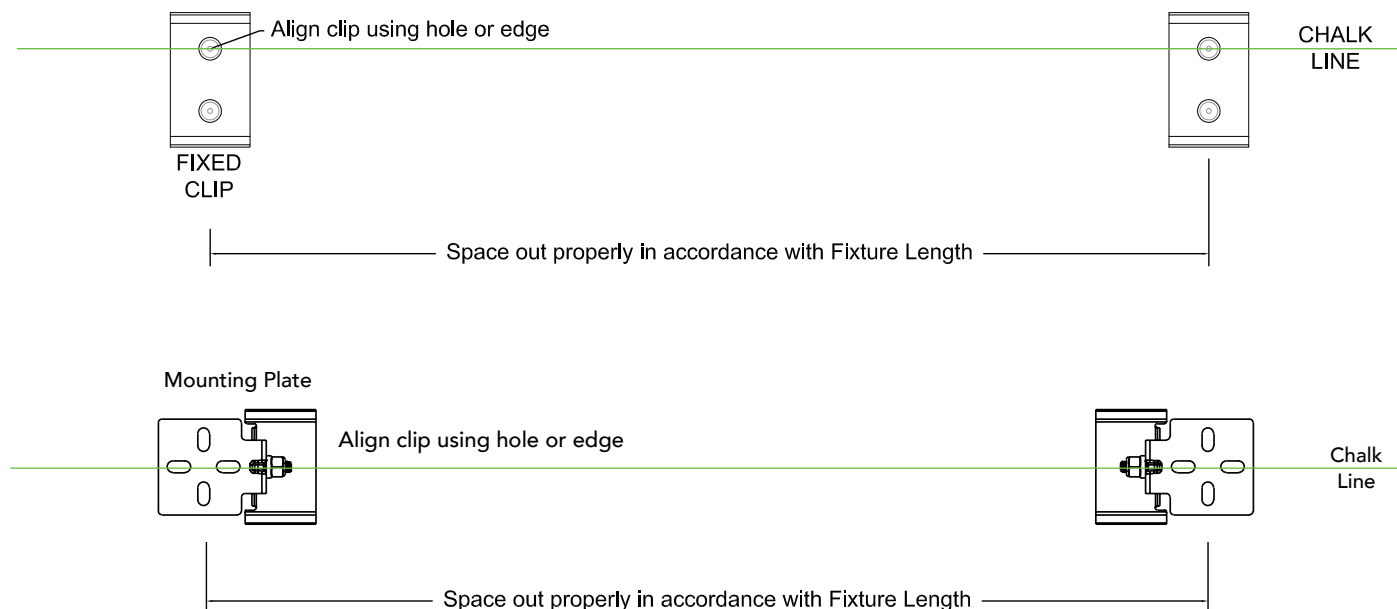 Align clip using hole or edge
CHALK
LINE
FIXED
CLIP
Space out properly in accordance with Fixture Length
Mounting Plate
Align clip using hole or edge
Chalk
Line
Space out properly in accordance with Fixture Length